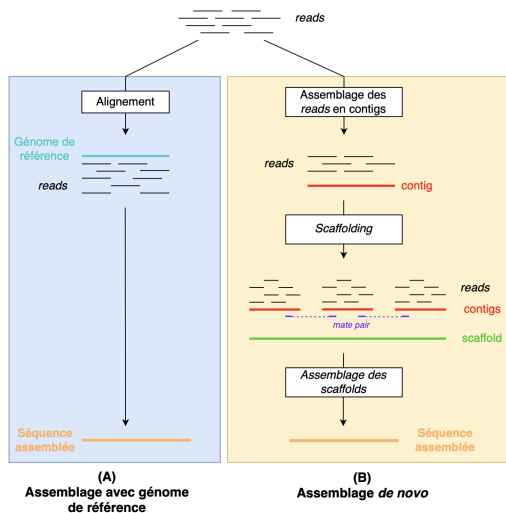 reads
Alignement
Génome de
référence
reads
Séquence
assemblée
(A)
Assemblage avec génome
de référence
Assemblage des
reads en contigs
reads
contig
Scaffolding
reads
contigs
mate pair
scaffold
Assemblage des
scaffolds
Séquence
assemblée
(B)
Assemblage de novo